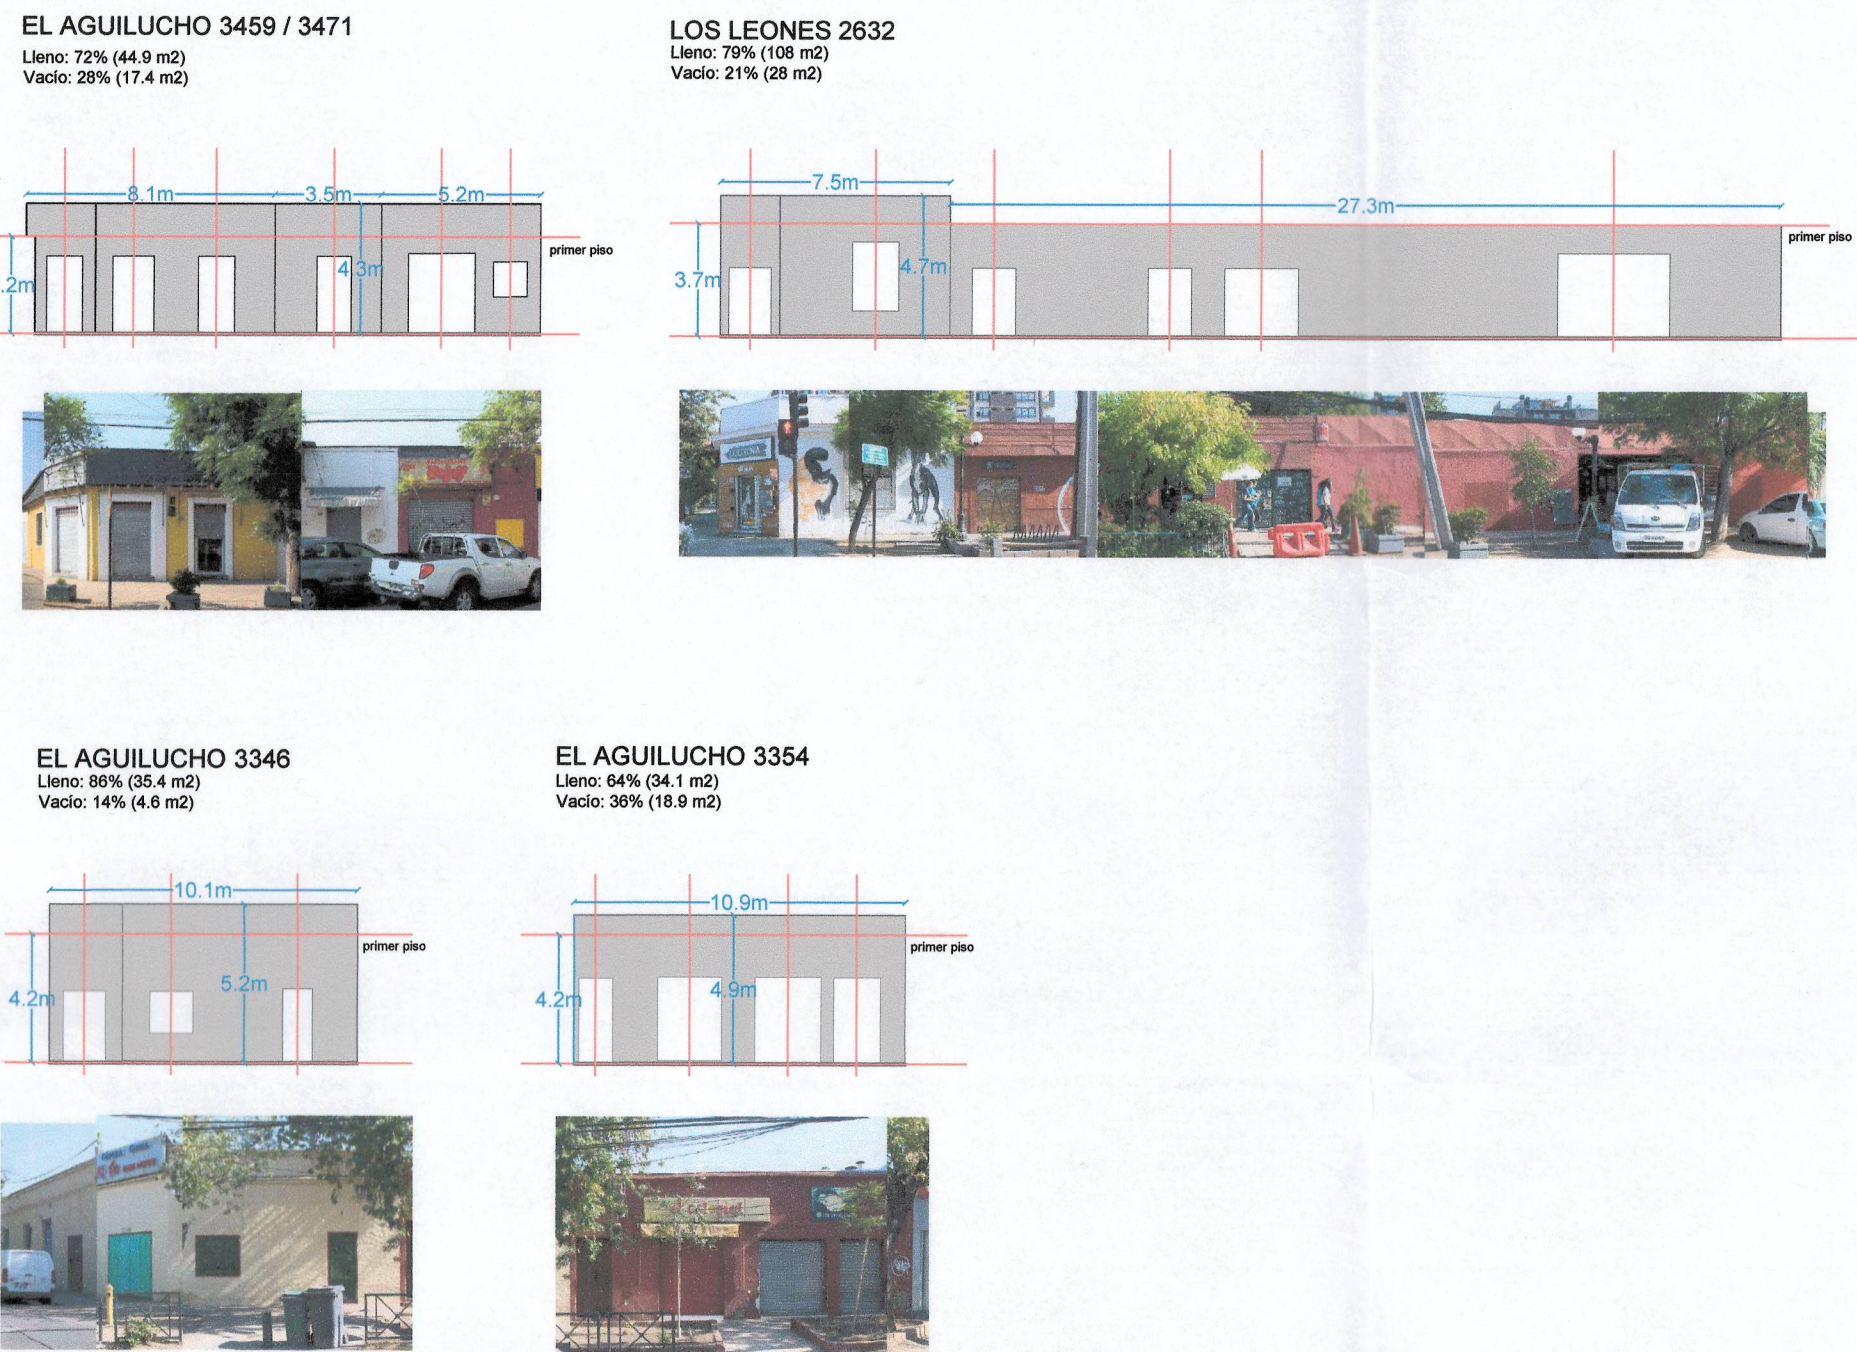 EL AGUILUCHO 3459 / 3471
Lleno: 72% (44.9 m2)
Vacío: 28% (17.4 m2)
8.1m
3.5m
5.2m
4.3m
.2m
primer piso
LOS LEONES 2632
Lleno: 79% (108 m2)
Vacío: 21% (28 m2)
7.5m
27.3m
4.7m
3.7m
primer piso
EL AGUILUCHO 3346
Lleno: 86% (35.4 m2)
Vacío: 14% (4.6 m2)
10.1m
5.2m
4.2m
primer piso
EL AGUILUCHO 3354
Lleno: 64% (34.1 m2)
Vacío: 36% (18.9 m2)
10.9m
4.9m
4.2m
primer piso